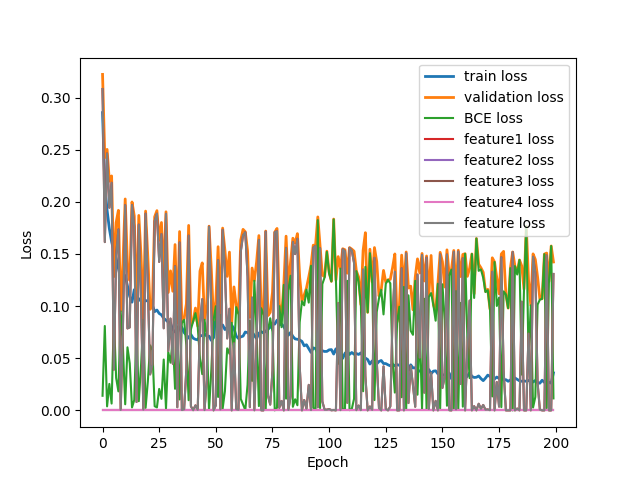 train loss
validation loss
BCE loss
feature1 loss
feature2 loss
feature3 loss
feature4 loss
feature loss
0.30
0.25
0.20
0.15
0.10
0.05
0.00
Loss
0 25 50 75 100 125 150 175 200
Epoch